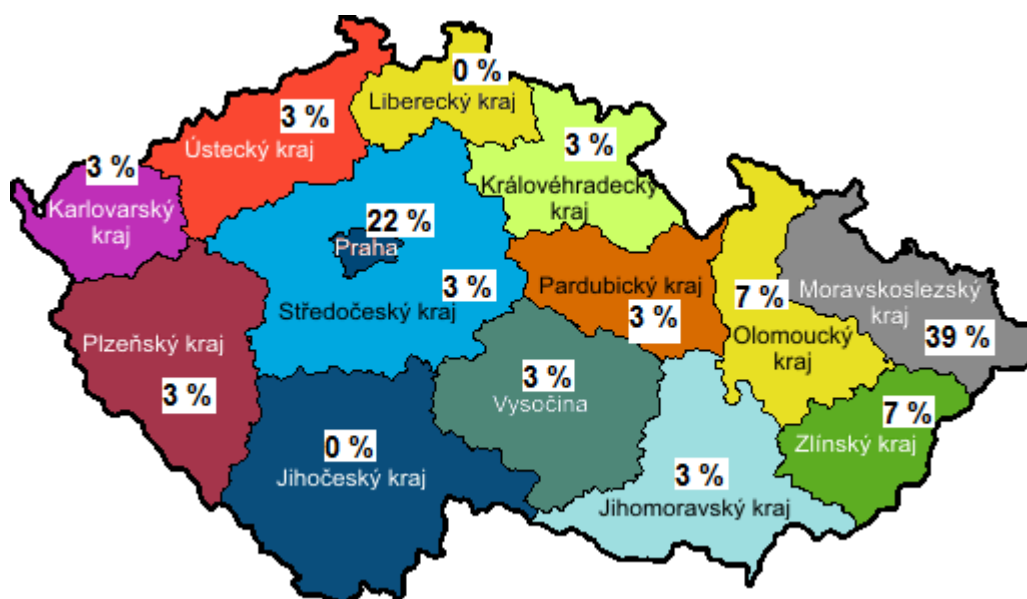 0 %
Liberecký kraj
3 %
Ústecký kraj
3 %
Královéhradecký
kraj
3 %
Karlovarský
kraj
22 %
Praha
3 %
Středočeský kraj
Pardubický kraj
3 %
7 %
Olomoucký
kraj
Moravskoslezský
kraj
39 %
Plzeňský kraj
3 %
3 %
Vysočina
7 %
Zlínský kraj
0 %
Jihočeský kraj
3 %
Jihomoravský kraj